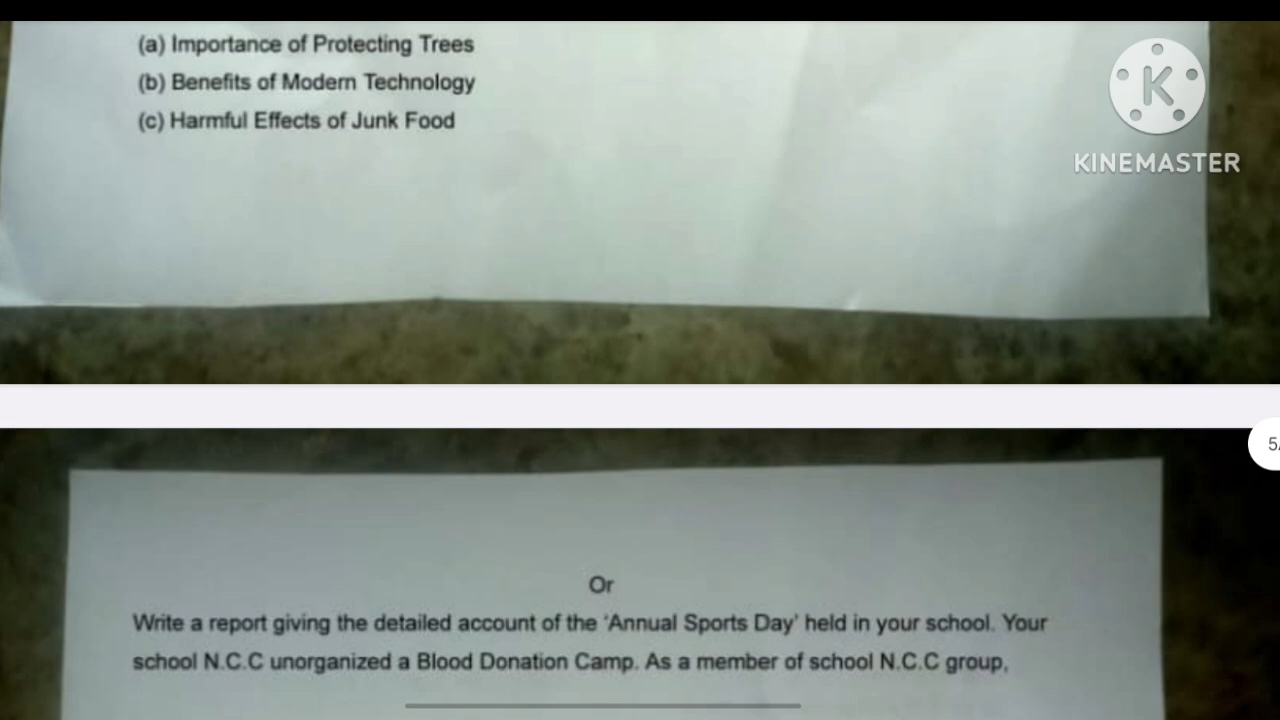 (a) Importance of Protecting Trees
(b) Benefits of Modern Technology
(c) Harmful Effects of Junk Food
K
KINEMASTER
5/
Or
Write a report giving the detailed account of the 'Annual Sports Day' held in your school. Your
school N.C.C unorganized a Blood Donation Camp. As a member of school N.C.C group,